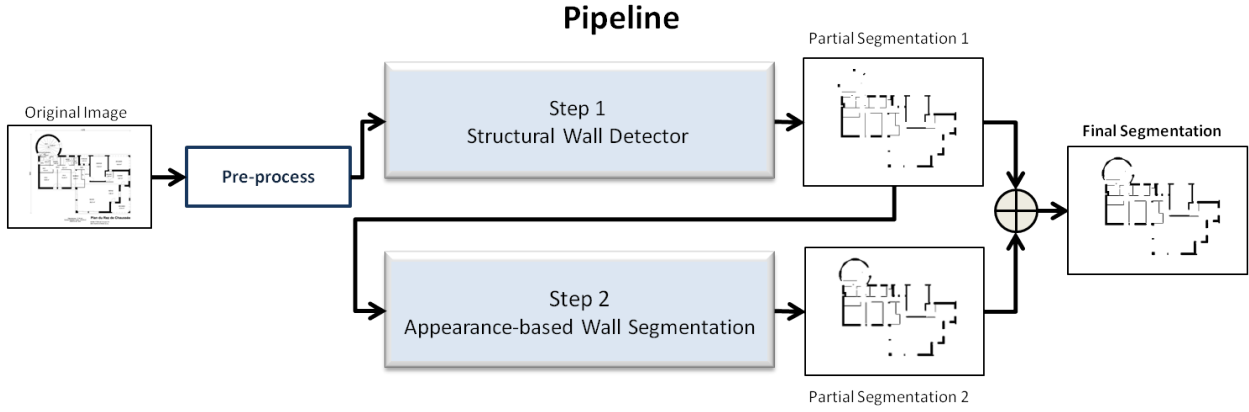 Pipeline
Partial Segmentation 1
Original Image
Step 1
Structural Wall Detector
Pre-process
Final Segmentation
Step 2
Appearance-based Wall Segmentation
Partial Segmentation 2